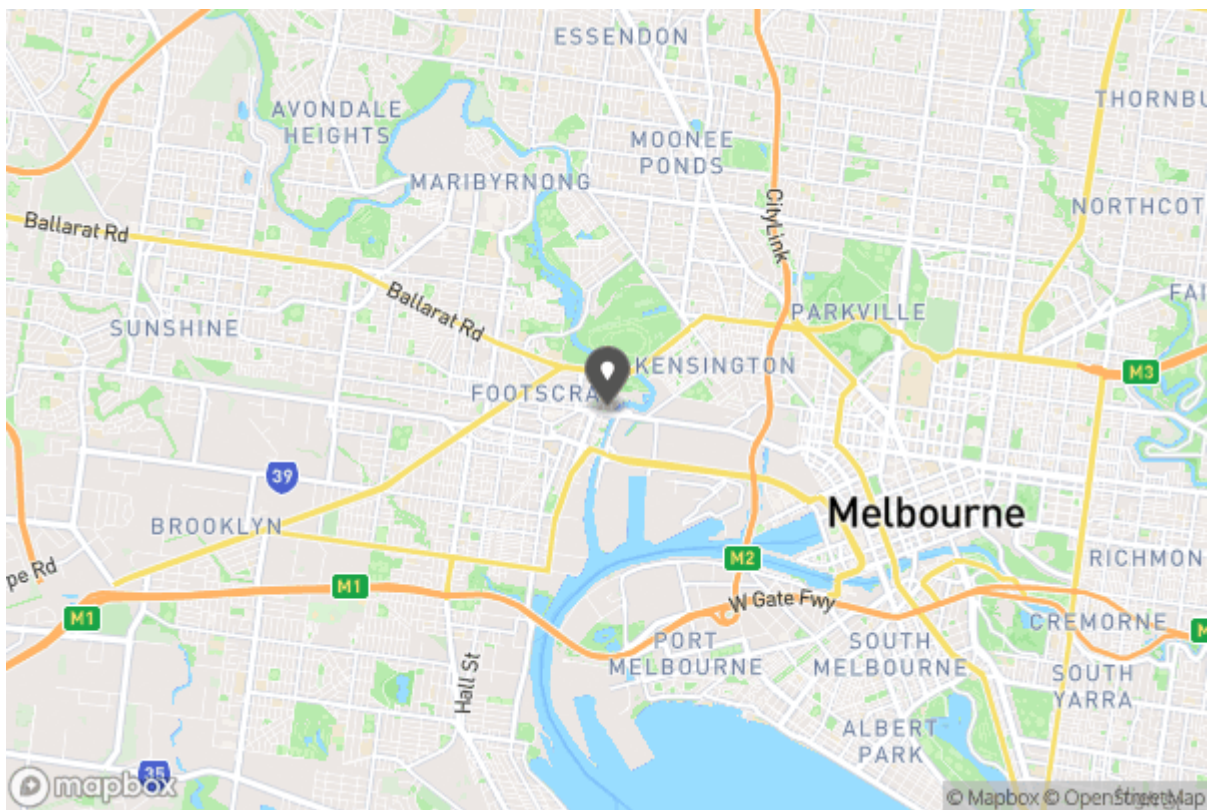 ESSENDON
AVONDALE
HEIGHTS
THORNBU
MOONEE
PONDS
MARIBYRNONG
CityLink
NORTHCOT
Ballarat Rd
Ballarat Rd
FAI
PARKVILLE
SUNSHINE
KENSINGTON
M3
FOOTSCRA
39
Melbourne
BROOKLYN
M2
RICHMON
pe Rd
M1
W Gate Fwy
M1
CREMORNE
M
PORT
MELBOURNE
SOUTH
MELBOURNE
SOUTH
YARRA
Hall St
ALBERT
PARK
35
mapbox
© Mapbox © OpenStreetMap